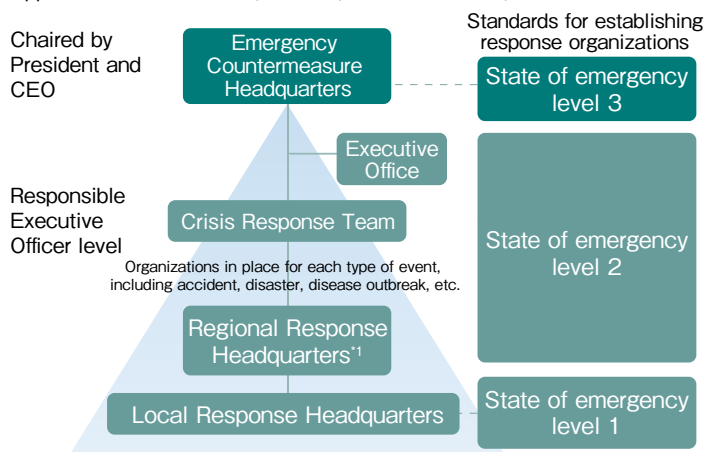 Standards for establishing
response organizations
Chaired by
President and
CEO
Emergency
Countermeasure
Headquarters
State of emergency
level 3
Executive
Office
Responsible
Executive
Officer level
Crisis Response Team
State of emergency
level 2
Organizations in place for each type of event,
including accident, disaster, disease outbreak, etc.
Regional Response
Headquarters*1
Local Response Headquarters
State of emergency
level 1